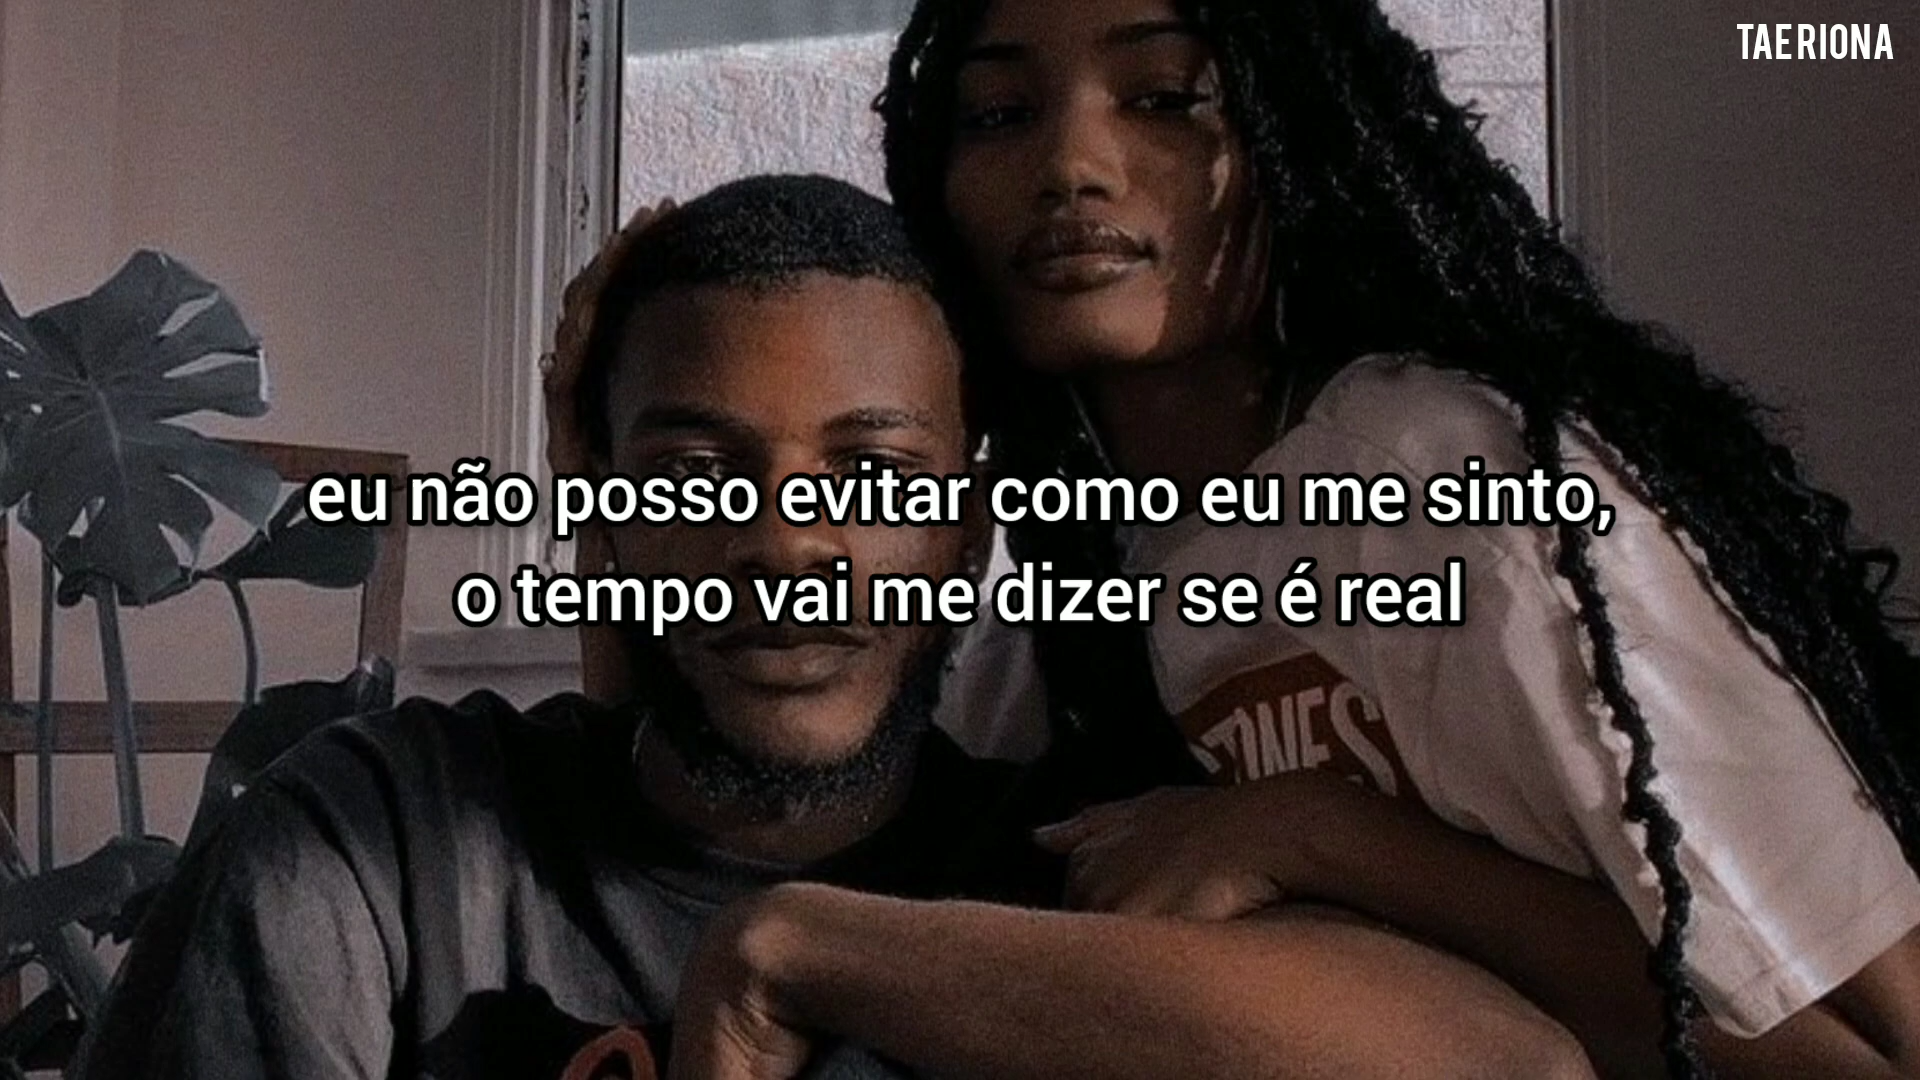 TAERIONA
eu não posso evitar como eu me sinto,
o tempo vai me dizer se é real